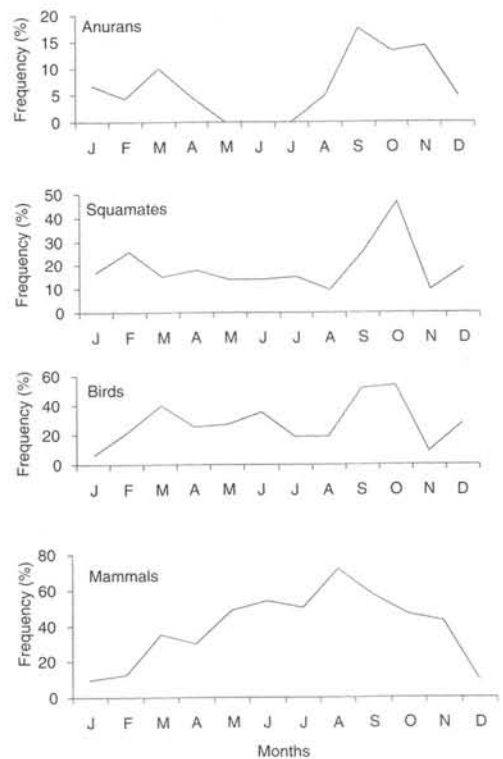 Anurans
Frequency (%)
20
15
10
5
0
J F M A M J J A S O N D
Squamates
Frequency (%)
50
40
30
20
10
0
J F M A M J J A S O N D
Birds
Frequency (%)
60
40
20
0
J F M A M J J A S O N D
Mammals
Frequency (%)
80
60
40
20
0
J F M A M J J A S O N D
Months